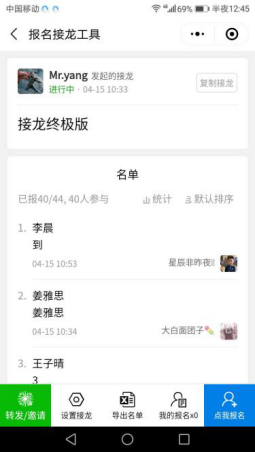 中国移动
69% 半夜12:45
报名接龙工具
Mr.yang 发起的接龙
进行中 · 04-15 10:33
复制接龙
接龙终极版
名单
已报40/44, 40人参与
统计
默认排序
1. 李晨
到
04-15 10:53
星辰非昨夜
2. 姜雅思
姜雅思
04-15 10:34
大白面团子
3. 王子晴
3
转发/邀请
设置接龙
导出名单
我的报名x0
点我报名